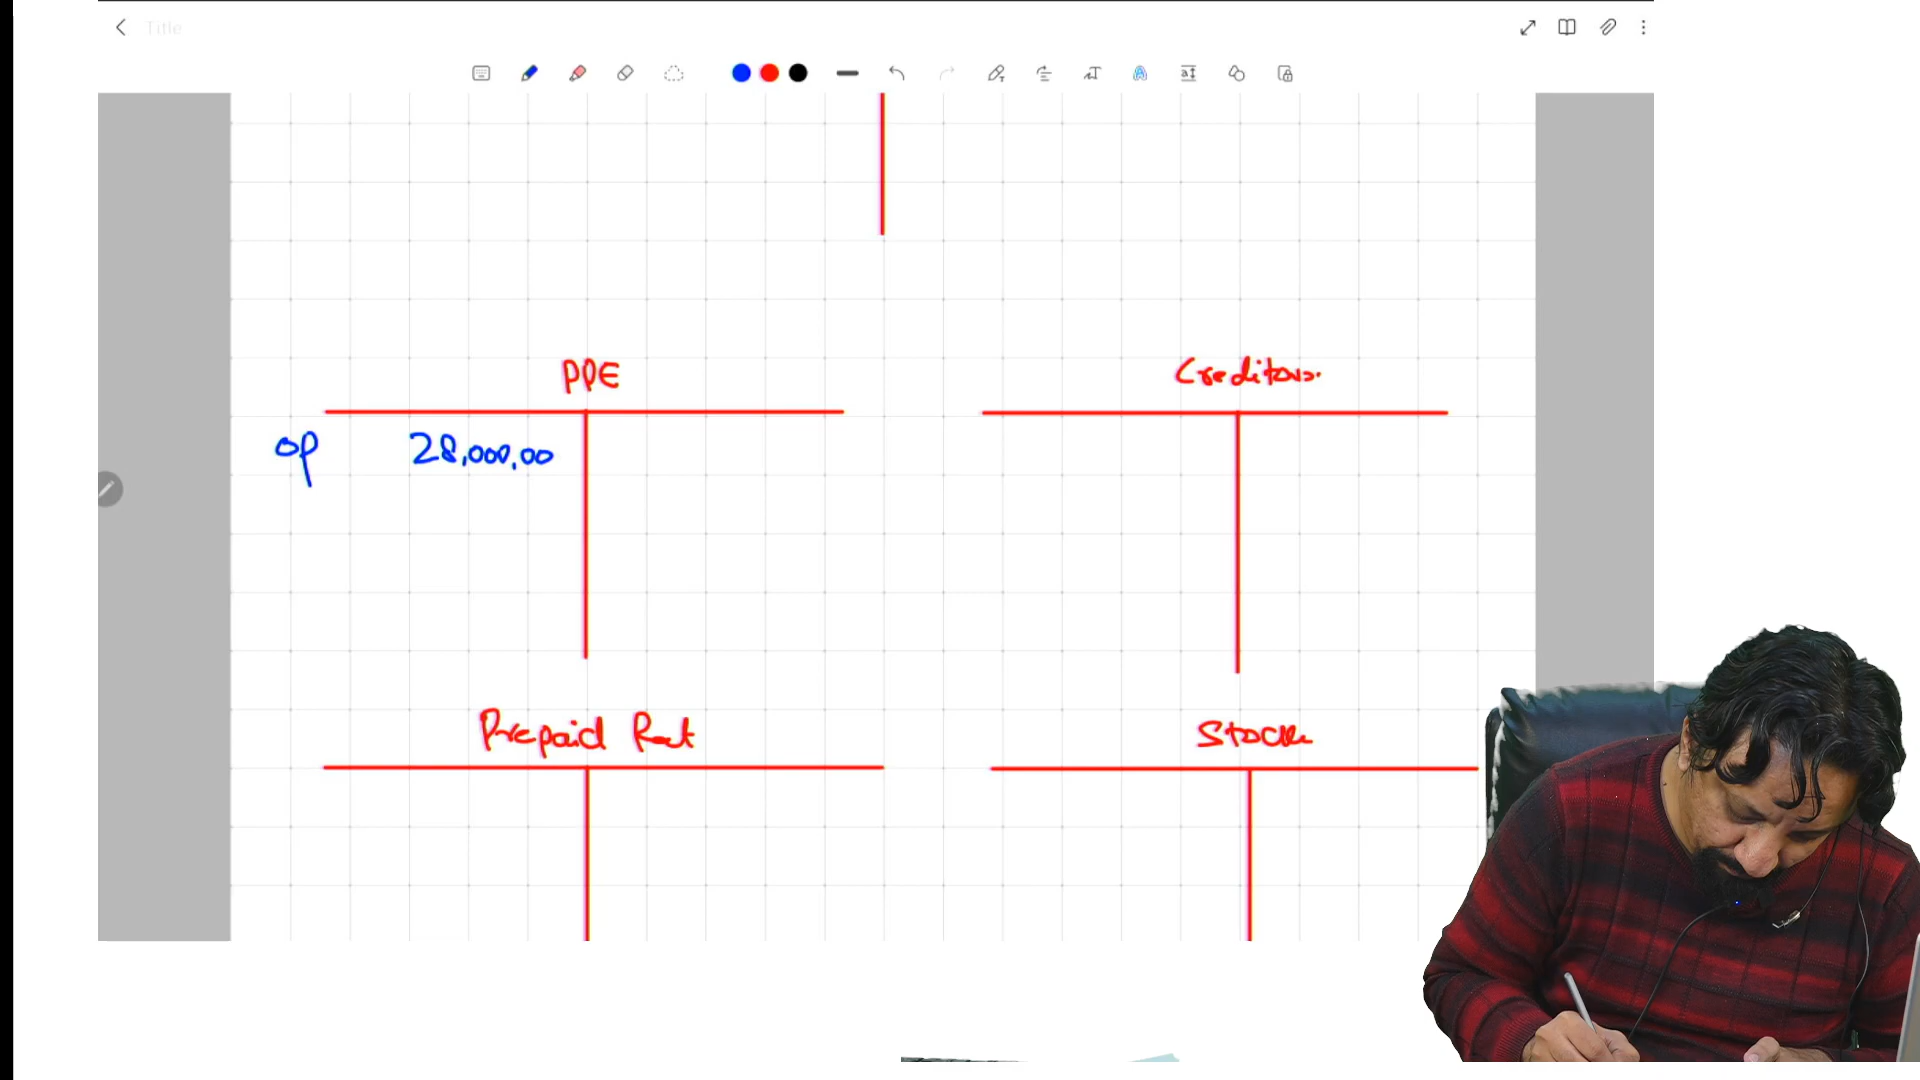 Title
PPE
Creditors.
op 28,000,00
Prepaid Rent
Stock